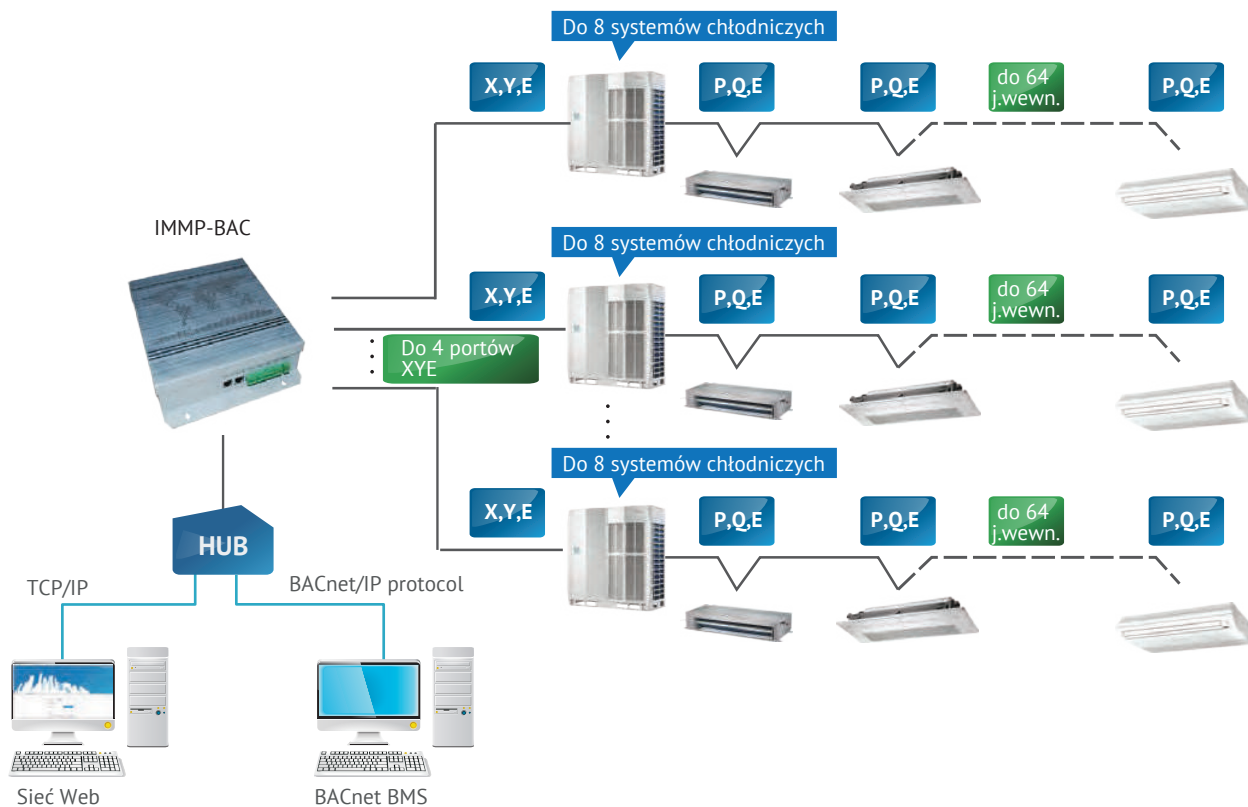 Do 8 systemów chłodniczych
X,Y,E
P,Q,E
P,Q,E
do 64
j.wewn.
P,Q,E
IMMP-BAC
Do 8 systemów chłodniczych
X,Y,E
P,Q,E
P,Q,E
do 64
j.wewn.
P,Q,E
Do 4 portów
XYE
Do 8 systemów chłodniczych
X,Y,E
P,Q,E
P,Q,E
do 64
j.wewn.
P,Q,E
HUB
TCP/IP
BACnet/IP protocol
Sieć Web
BACnet BMS